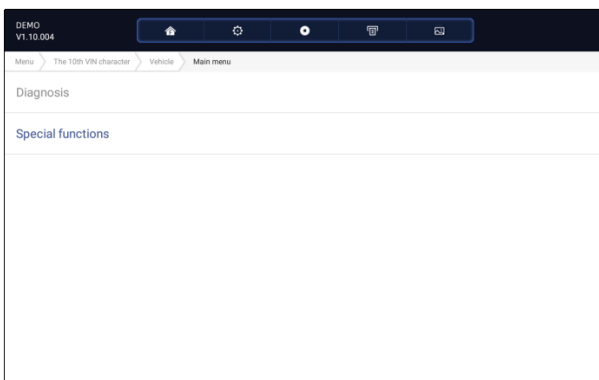 DEMO
V1.10.004
Menu
The 10th VIN character
Vehicle
Main menu
Diagnosis
Special functions